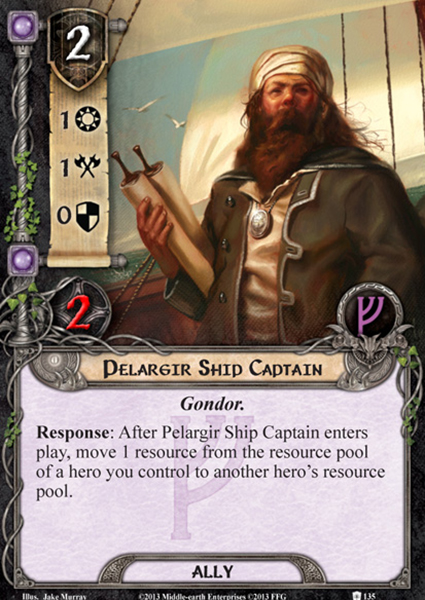 2
1
1
0
2
Pelargir Ship Captain
Gondor.
Response: After Pelargir Ship Captain enters
play, move 1 resource from the resource pool
of a hero you control to another hero's resource
pool.
Ally
Illus. Jake Murray ©2013 Middle-earth Enterprises ©2013 FFG 135